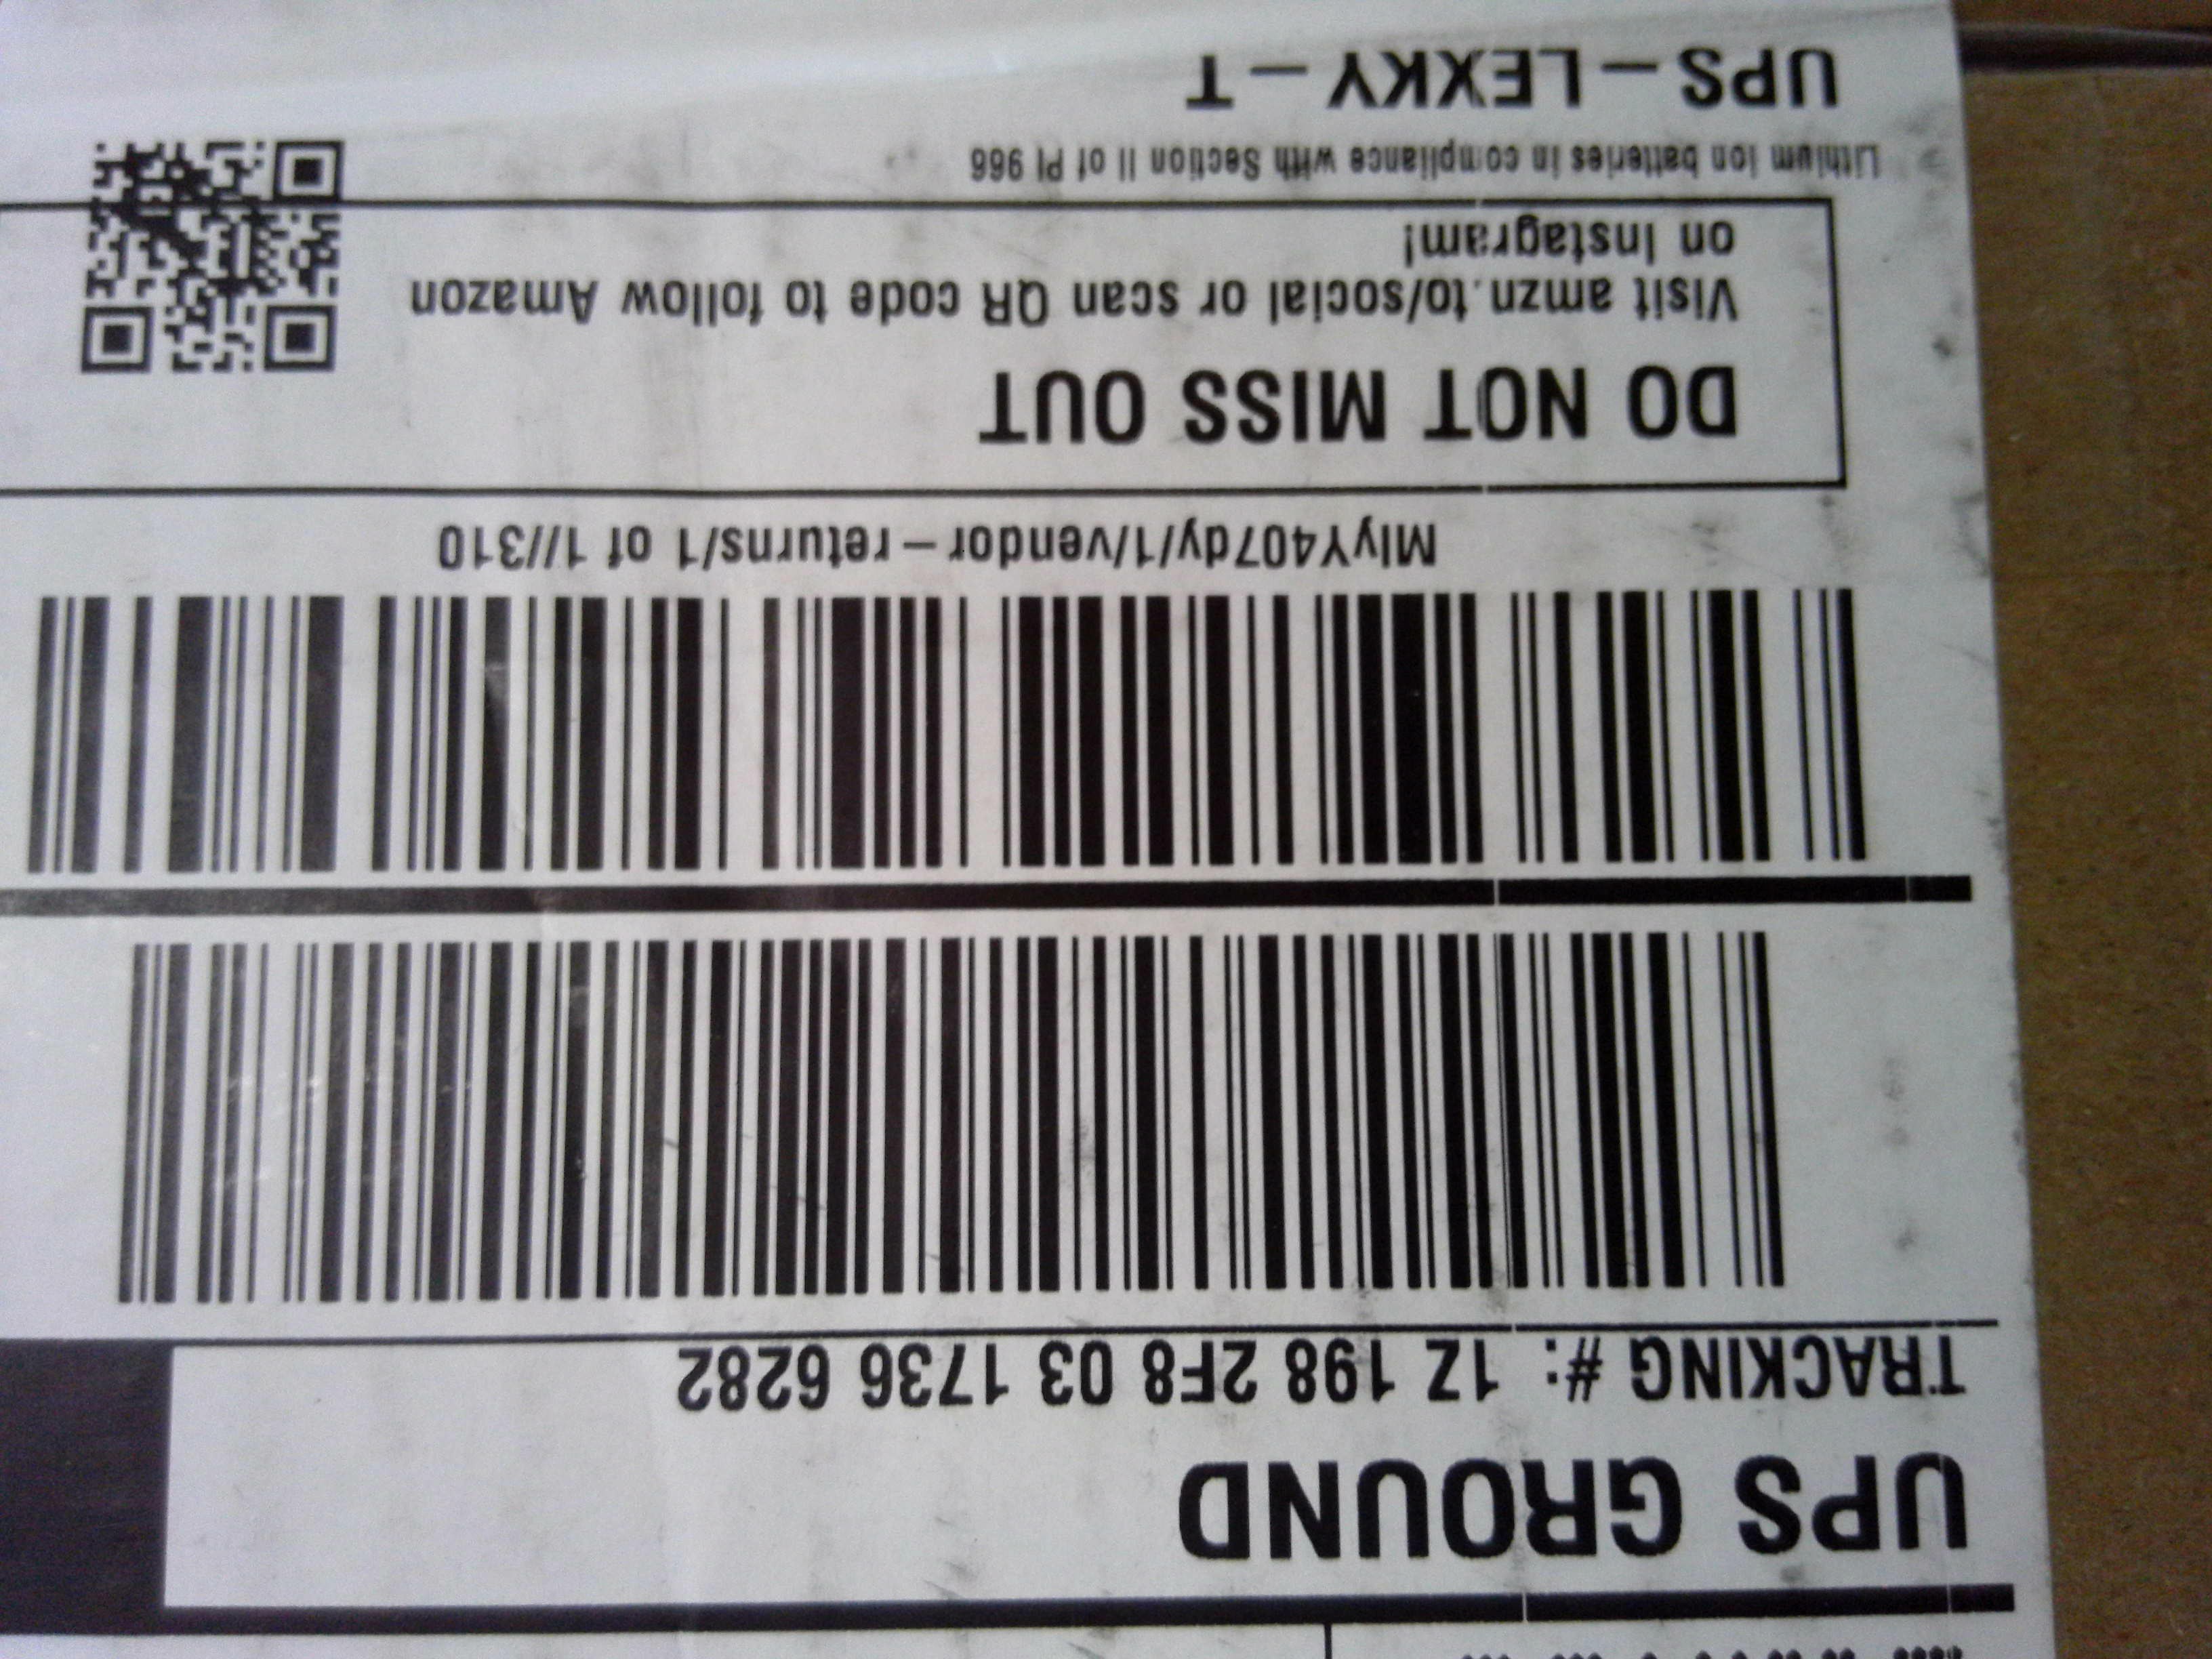 UPS GROUND
TRACKING #: 1Z 198 2F8 03 1736 6282
MlyY407dy/1/vendor-returns/1 of 1//310
DO NOT MISS OUT
Visit amzn.to/social or scan QR code to follow Amazon
on Instagram!
Lithium ion batteries in compliance with Section II of PI 966
UPS-LEXKY-T